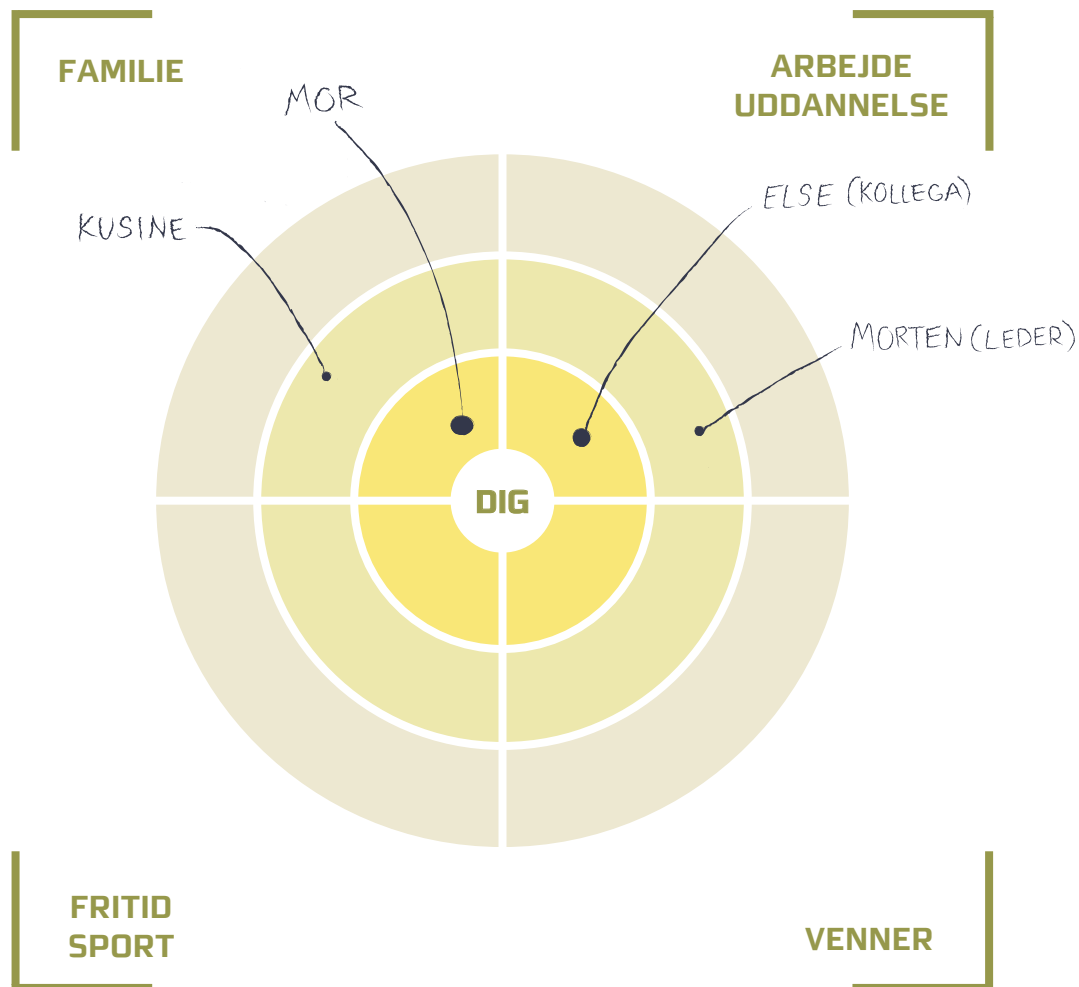 FAMILIE
ARBEJDE
UDDANNELSE
MOR
ELSE (KOLLEGA)
KUSINE
MORTEN (LEDER)
DIG
FRITID
SPORT
VENNER